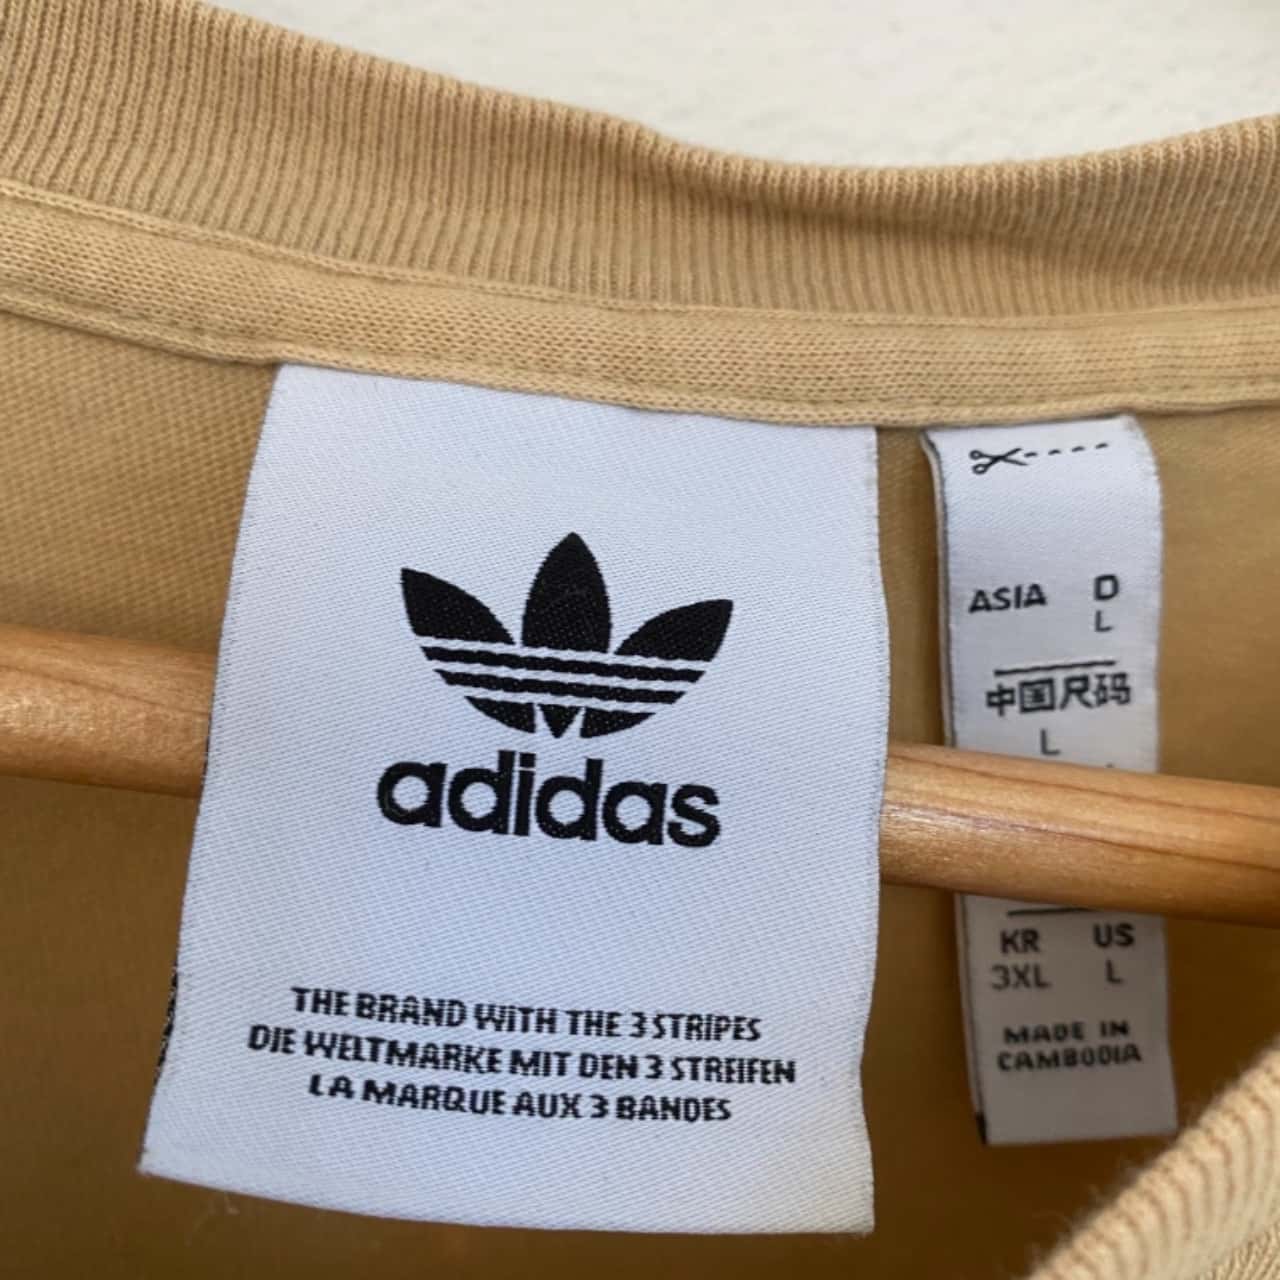 adidas
THE BRAND WITH THE 3 STRIPES
DIE WELTMARKE MIT DEN 3 STREIFEN
LA MARQUE AUX 3 BANDES
ASIA D
L
中国尺码
L
KR US
3XL L
MADE IN
CAMBODIA